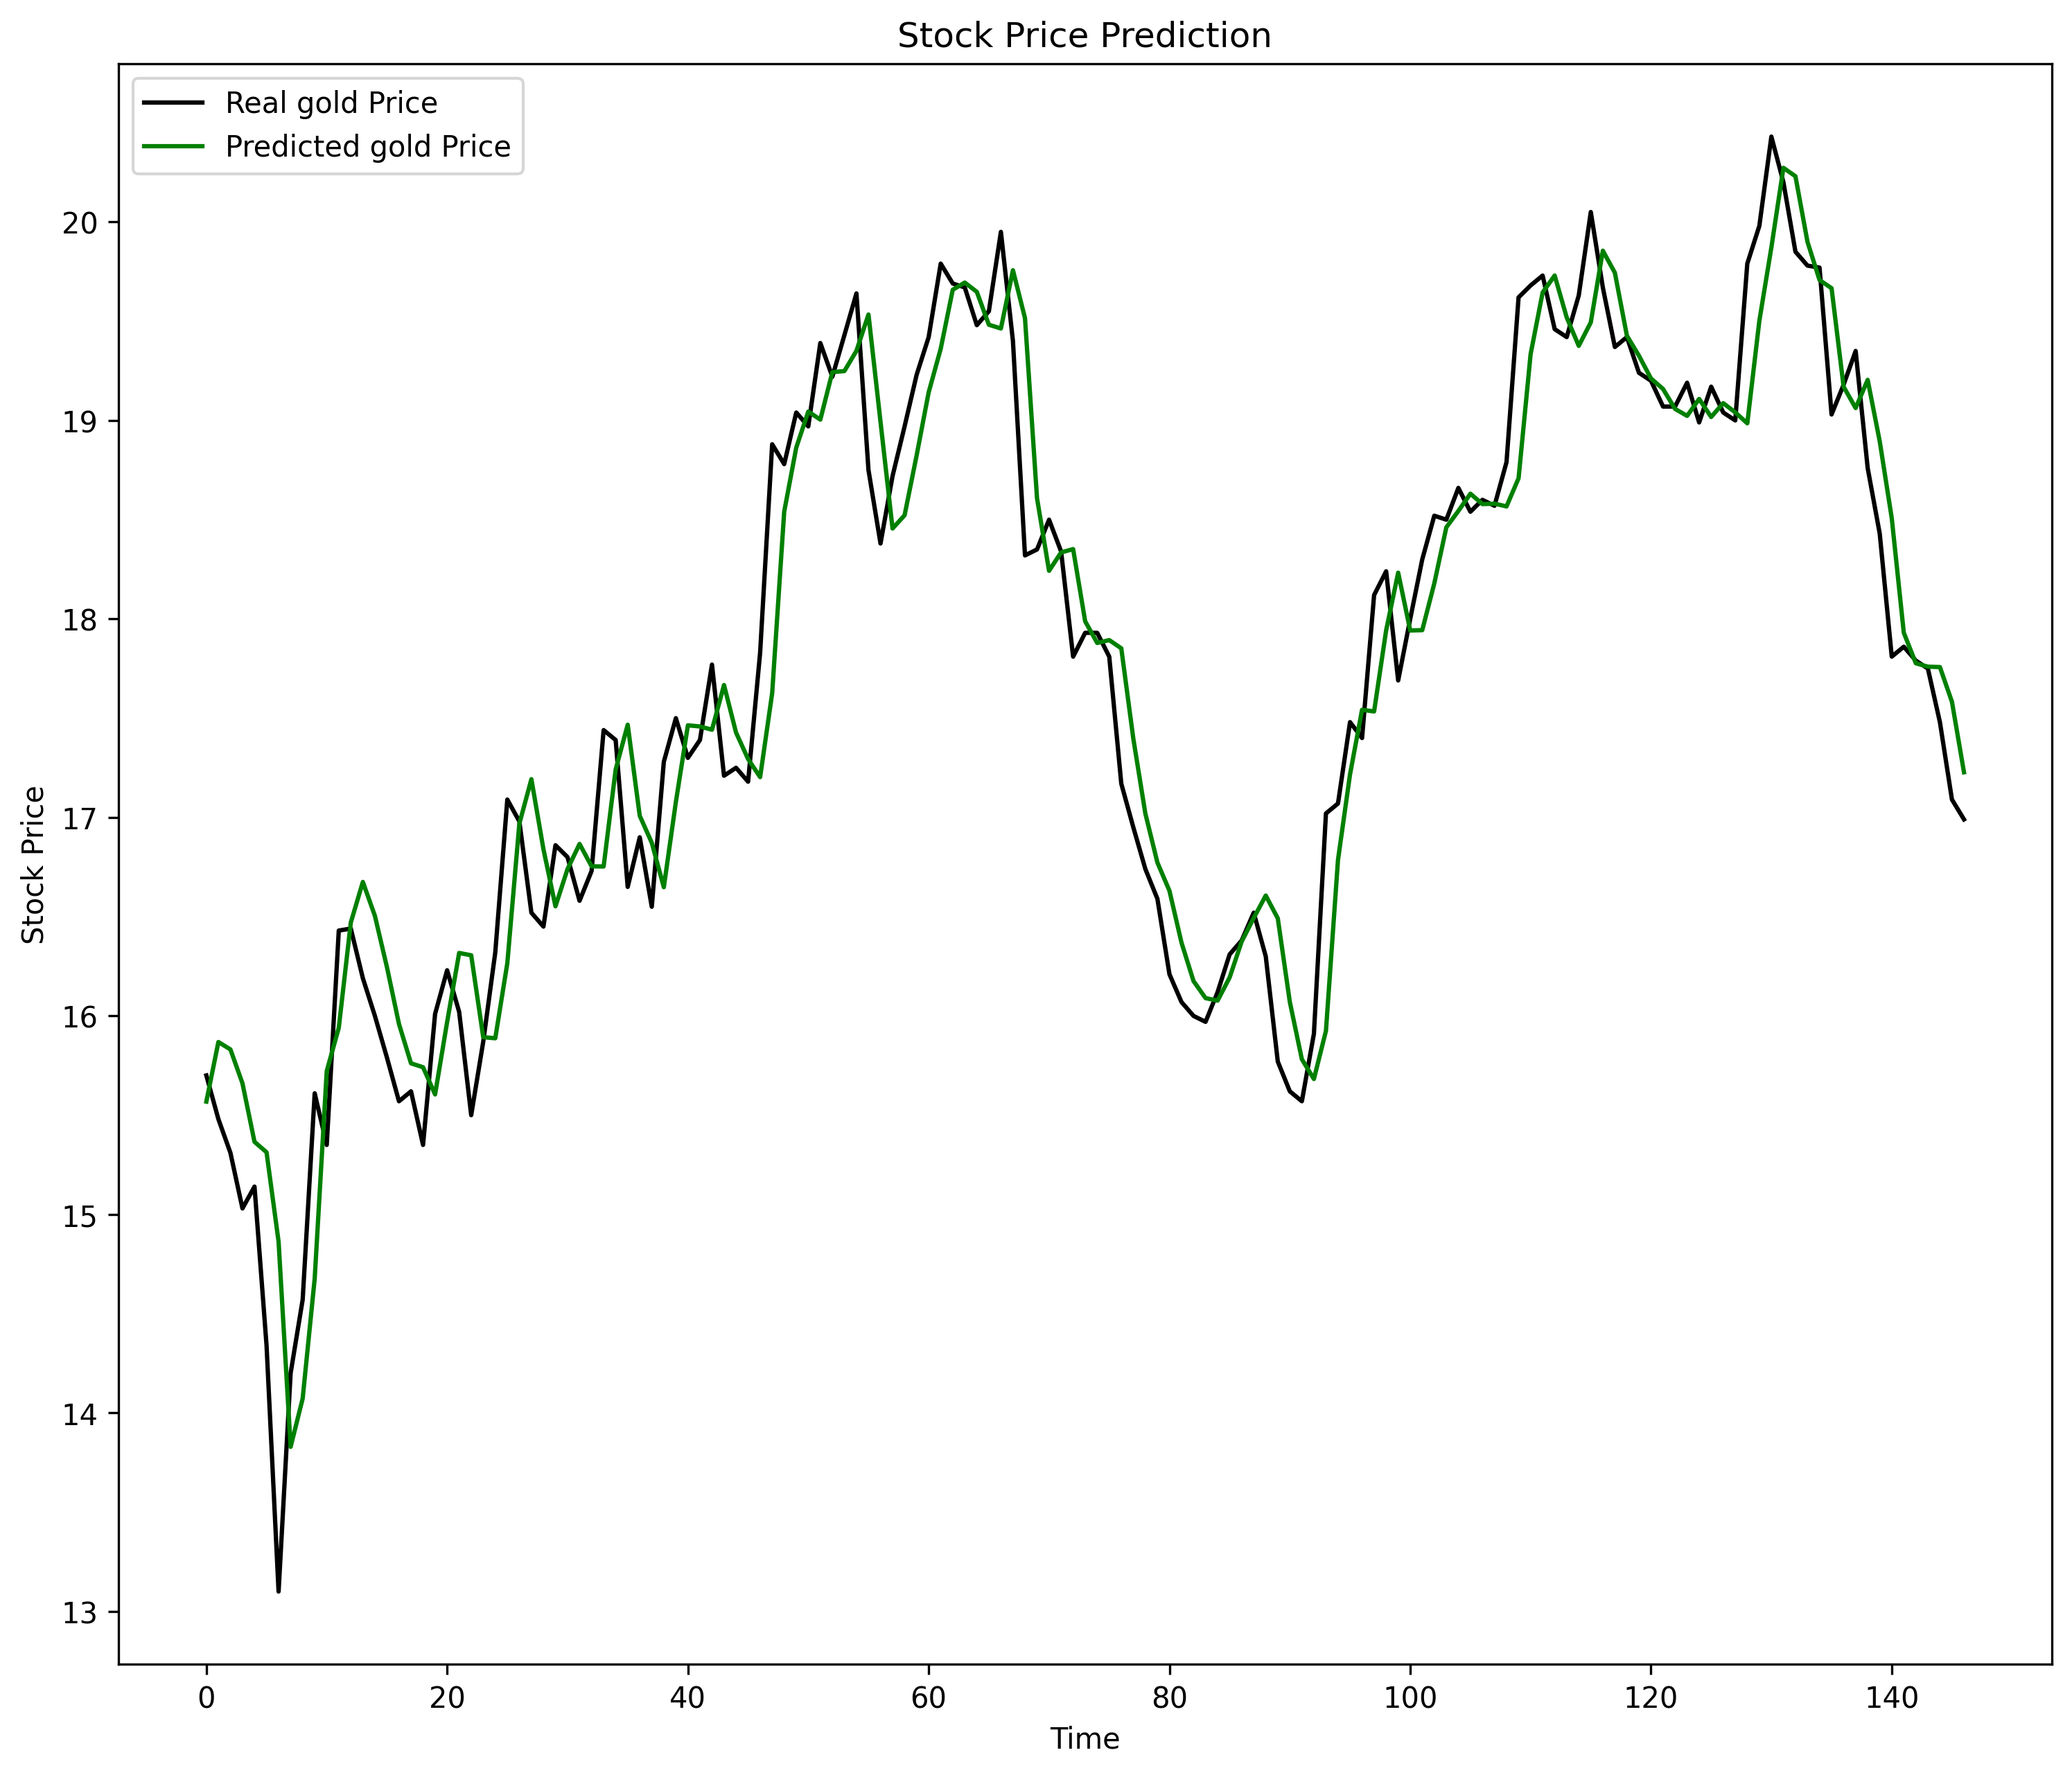 Stock Price Prediction
Real gold Price
Predicted gold Price
Stock Price
20
19
18
17
16
15
14
13
0 20 40 60 80 100 120 140
Time